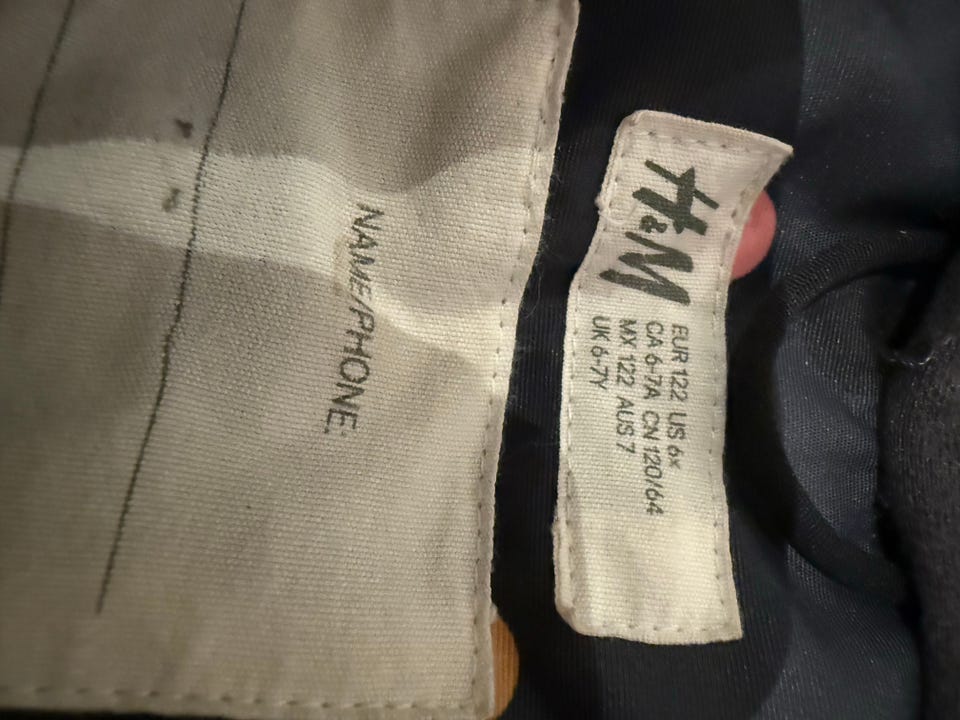 NAME/PHONE:
H&M
EUR 122 US 6x
CA 6-7A CN 120/64
MX 122 AUS 7
UK 6-7Y